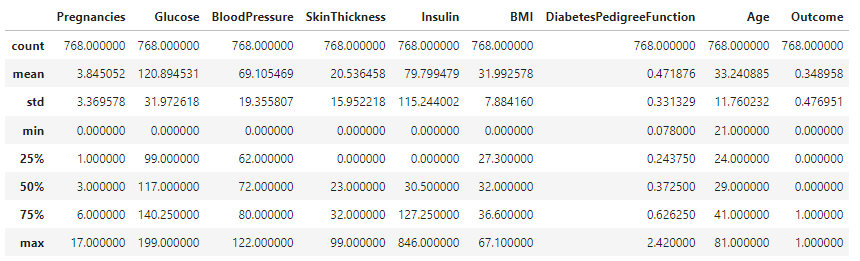 Pregnancies Glucose BloodPressure SkinThickness Insulin BMI DiabetesPedigreeFunction Age Outcome
count 768.000000 768.000000 768.000000 768.000000 768.000000 768.000000 768.000000 768.000000 768.000000
mean 3.845052 120.894531 69.105469 20.536458 79.799479 31.992578 0.471876 33.240885 0.348958
std 3.369578 31.972618 19.355807 15.952218 115.244002 7.884160 0.331329 11.760232 0.476951
min 0.000000 0.000000 0.000000 0.000000 0.000000 0.000000 0.078000 21.000000 0.000000
25% 1.000000 99.000000 62.000000 0.000000 0.000000 27.300000 0.243750 24.000000 0.000000
50% 3.000000 117.000000 72.000000 23.000000 30.500000 32.000000 0.372500 29.000000 0.000000
75% 6.000000 140.250000 80.000000 32.000000 127.250000 36.600000 0.626250 41.000000 1.000000
max 17.000000 199.000000 122.000000 99.000000 846.000000 67.100000 2.420000 81.000000 1.000000